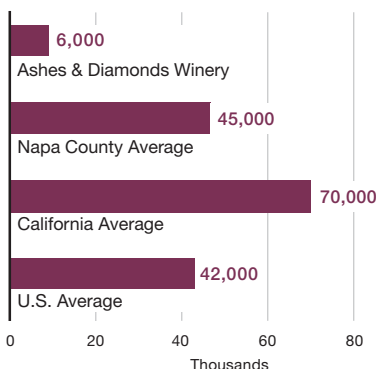 6,000
Ashes & Diamonds Winery
45,000
Napa County Average
70,000
California Average
42,000
U.S. Average
0 20 40 60 80
Thousands